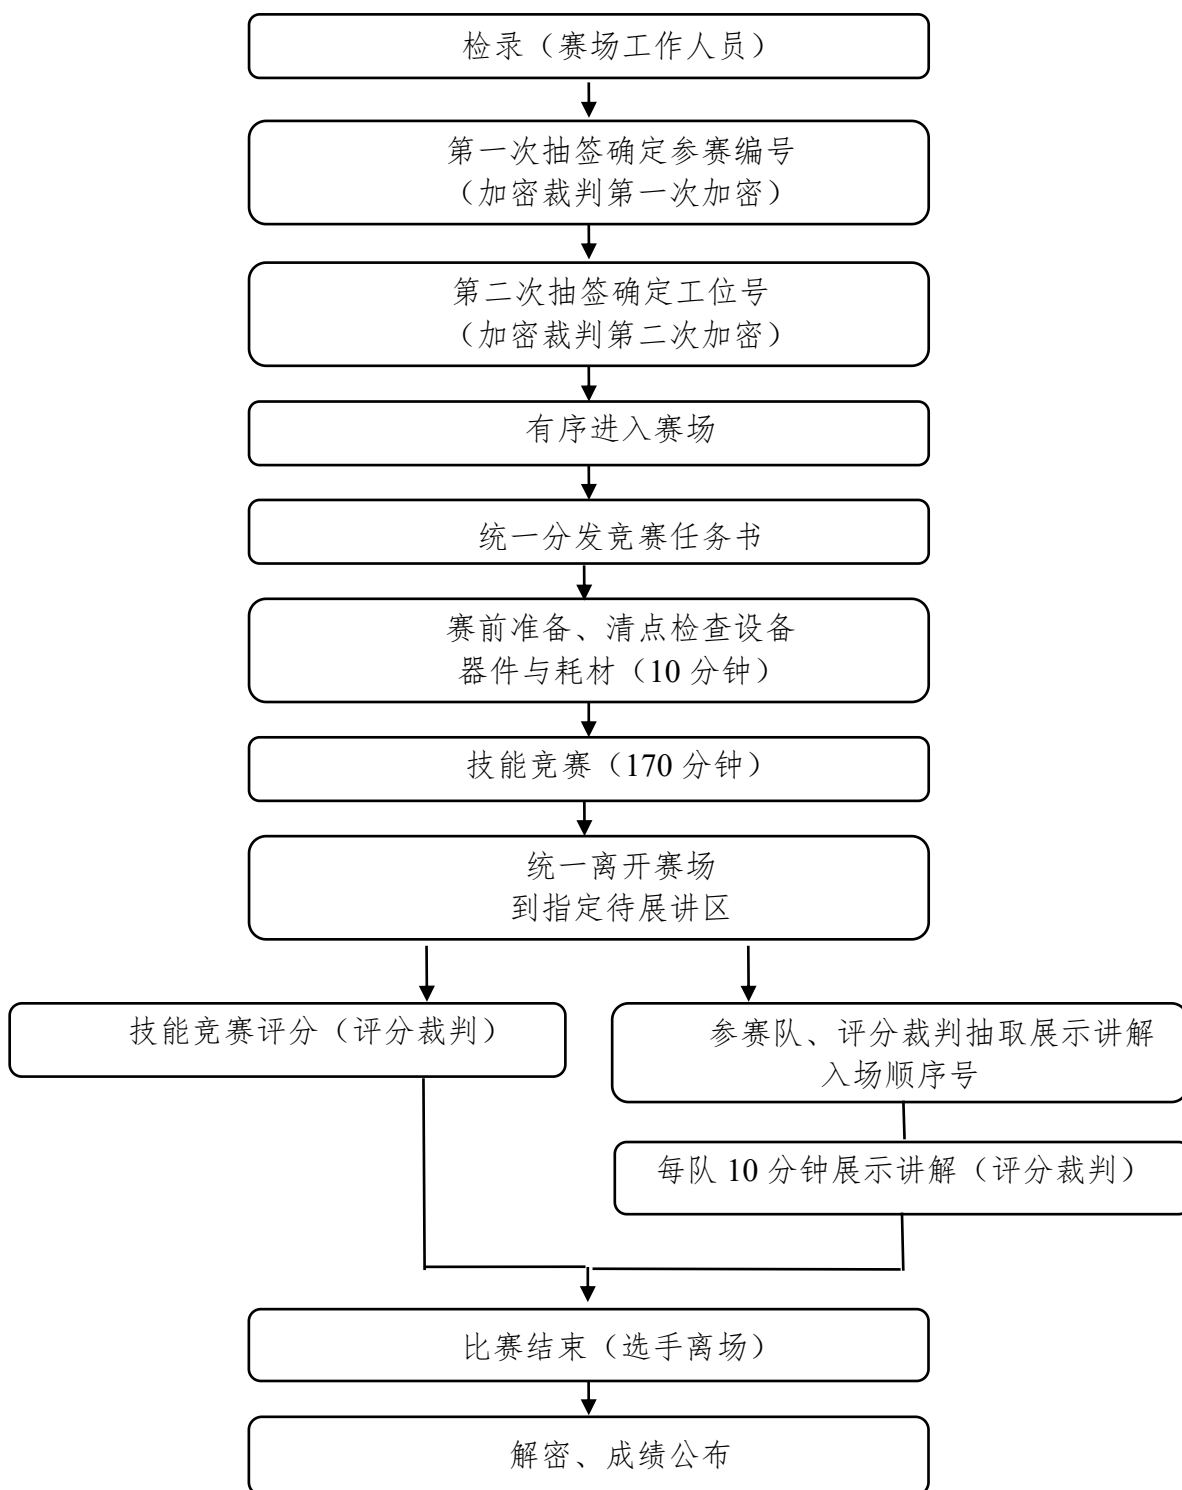 检录（赛场工作人员）
第一次抽签确定参赛编号
（加密裁判第一次加密）
第二次抽签确定工位号
（加密裁判第二次加密）
有序进入赛场
统一分发竞赛任务书
赛前准备、清点检查设备
器件与耗材（10 分钟）
技能竞赛（170 分钟）
统一离开赛场
到指定待展讲区
技能竞赛评分（评分裁判）
参赛队、评分裁判抽取展示讲解
入场顺序号
每队 10 分钟展示讲解（评分裁判）
比赛结束（选手离场）
解密、成绩公布